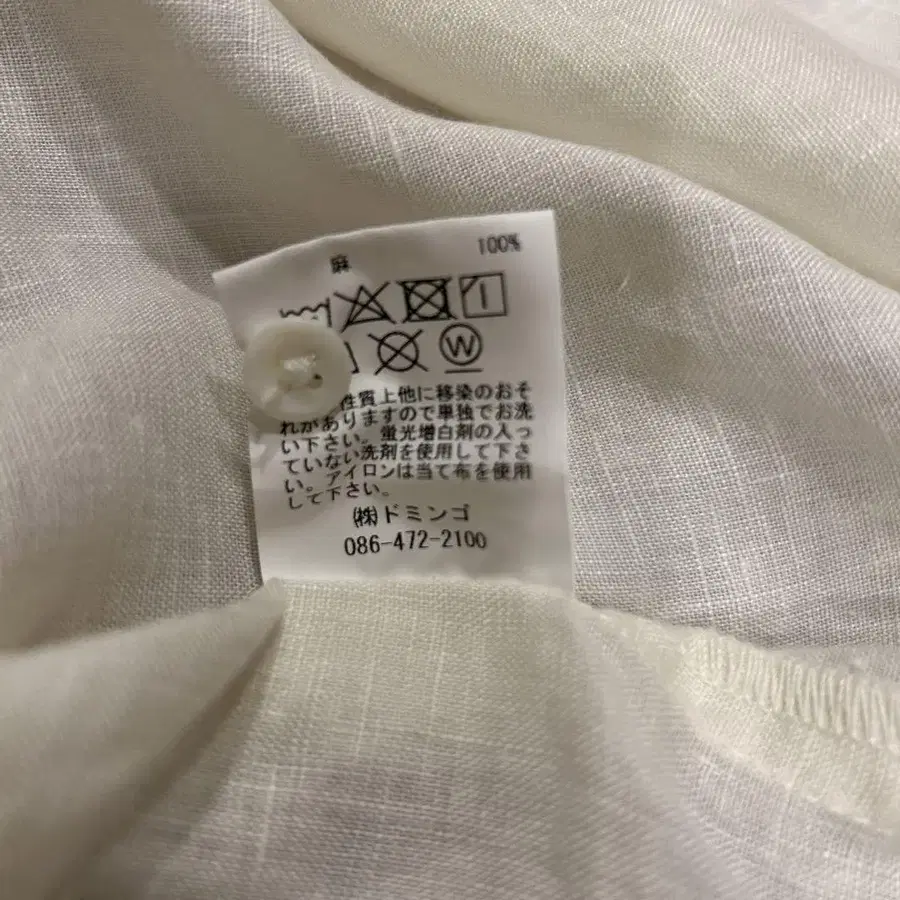 麻 100%
W
性質上他に移染のおそ
れがありますので単独でお洗
い下さい。蛍光増白剤の入っ
ていない洗剤を使用して下さ
い。アイロンは当て布を使用
して下さい。
㈱ドミンゴ
086-472-2100